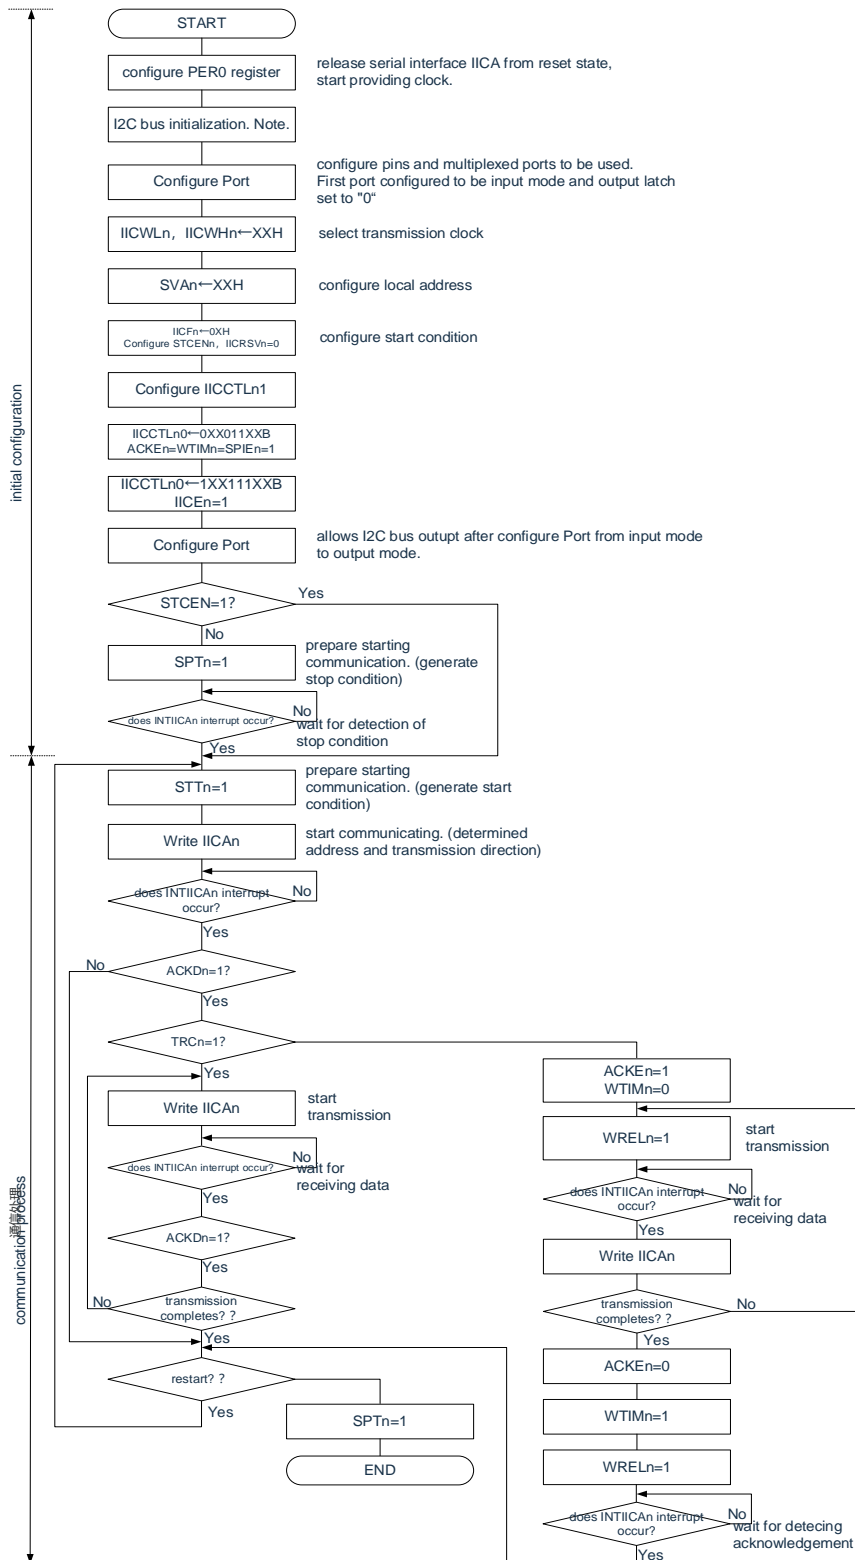 START
configure PER0 register
release serial interface IICA from reset state,
start providing clock.
I2C bus initialization. Note.
Configure Port
configure pins and multiplexed ports to be used.
First port configured to be input mode and output latch
set to "0“
IICWLn，IICWHn←XXH
select transmission clock
SVAn←XXH
configure local address
IICFn←0XH
Configure STCENn，IICRSVn=0
configure start condition
Configure IICCTLn1
IICCTLn0←0XX011XXB
ACKEn=WTIMn=SPIEn=1
IICCTLn0←1XX111XXB
IICEn=1
Configure Port
allows I2C bus outupt after configure Port from input mode
to output mode.
initial configuration
STCEN=1?
Yes
No
SPTn=1
prepare starting
communication. (generate
stop condition)
does INTIICAn interrupt occur?
No
wait for detection of
stop condition
Yes
STTn=1
prepare starting
communication. (generate start
condition)
Write IICAn
start communicating. (determined
address and transmission direction)
does INTIICAn interrupt
occur?
No
Yes
ACKDn=1?
No
Yes
TRCn=1?
Yes
Write IICAn
start
transmission
does INTIICAn interrupt occur?
No
wait for
receiving data
Yes
ACKDn=1?
Yes
transmission
completes? ?
No
Yes
restart? ?
Yes
SPTn=1
END
通信处理
communication process
ACKEn=1
WTIMn=0
WRELn=1
start
transmission
does INTIICAn interrupt
occur?
No
wait for
receiving data
Yes
Write IICAn
transmission
completes? ?
No
Yes
ACKEn=0
WTIMn=1
WRELn=1
does INTIICAn interrupt
occur?
No
wait for detecing
acknowledgement
Yes